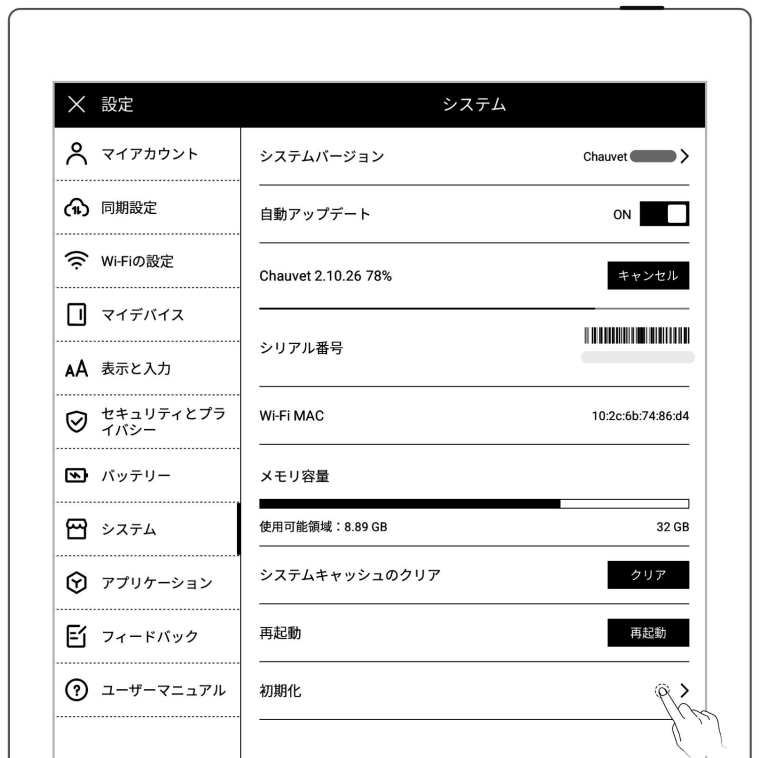 設定
システム
マイアカウント
同期設定
Wi-Fiの設定
マイデバイス
表示と入力
セキュリティとプラ
イバシー
バッテリー
システム
アプリケーション
フィードバック
ユーザーマニュアル
システムバージョン
Chauvet
自動アップデート
ON
Chauvet 2.10.26 78%
キャンセル
シリアル番号
Wi-Fi MAC
10:2c:6b:74:86:d4
メモリ容量
使用可能領域：8.89 GB
32 GB
システムキャッシュのクリア
クリア
再起動
再起動
初期化